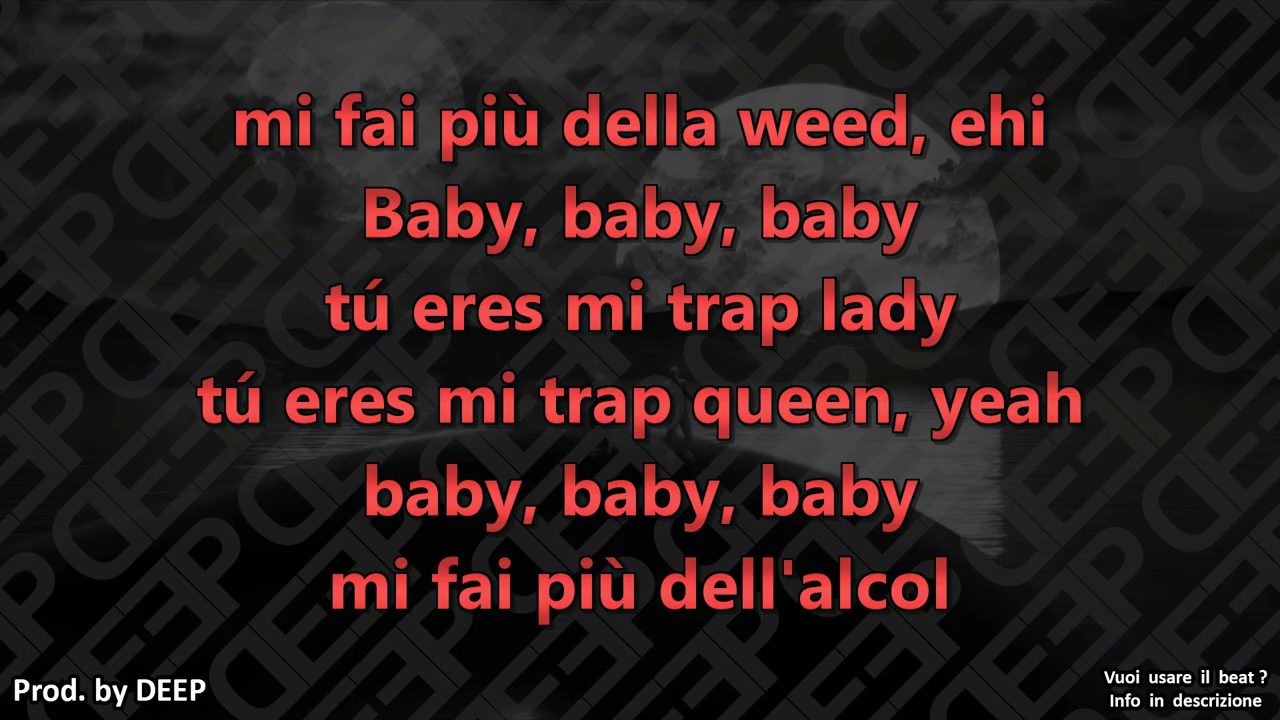 mi fai più della weed, ehi
Baby, baby, baby
tú eres mi trap lady
tú eres mi trap queen, yeah
baby, baby, baby
mi fai più dell'alcol
Prod. by DEEP
Vuoi usare il beat ?
Info in descrizione